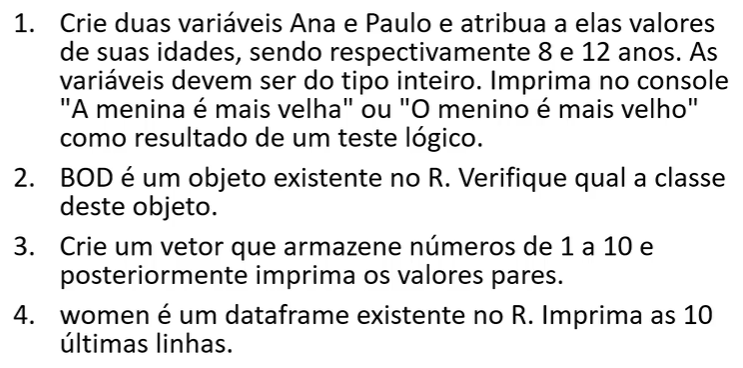 1. Crie duas variáveis Ana e Paulo e atribua a elas valores
de suas idades, sendo respectivamente 8 e 12 anos. As
variáveis devem ser do tipo inteiro. Imprima no console
"A menina é mais velha" ou "O menino é mais velho"
como resultado de um teste lógico.
2. BOD é um objeto existente no R. Verifique qual a classe
deste objeto.
3. Crie um vetor que armazene números de 1 a 10 e
posteriormente imprima os valores pares.
4. women é um dataframe existente no R. Imprima as 10
últimas linhas.